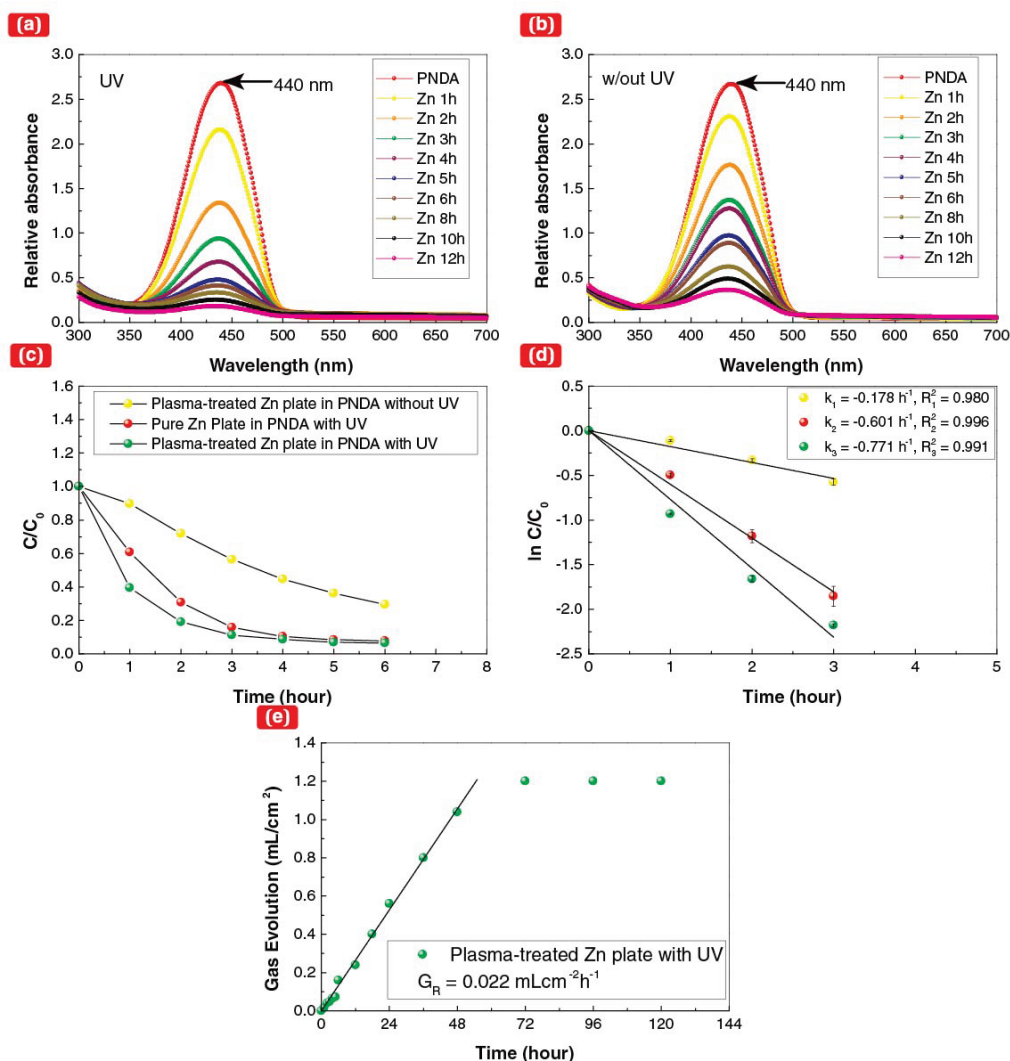 (a)
3.0
2.5
2.0
1.5
1.0
0.5
0.0
Relative absorbance
UV
440 nm
PNDA
Zn 1h
Zn 2h
Zn 3h
Zn 4h
Zn 5h
Zn 6h
Zn 8h
Zn 10h
Zn 12h
300 350 400 450 500 550 600 650 700
Wavelength (nm)
(b)
3.0
2.5
2.0
1.5
1.0
0.5
0.0
Relative absorbance
w/out UV
440 nm
PNDA
Zn 1h
Zn 2h
Zn 3h
Zn 4h
Zn 5h
Zn 6h
Zn 8h
Zn 10h
Zn 12h
300 350 400 450 500 550 600 650 700
Wavelength (nm)
(c)
1.6
1.4
1.2
1.0
0.8
0.6
0.4
0.2
0.0
C/C₀
Plasma-treated Zn plate in PNDA without UV
Pure Zn Plate in PNDA with UV
Plasma-treated Zn plate in PNDA with UV
0 1 2 3 4 5 6 7 8
Time (hour)
(d)
0.5
0.0
-0.5
-1.0
-1.5
-2.0
-2.5
ln C/C₀
k₁ = -0.178 h⁻¹, R₁² = 0.980
k₂ = -0.601 h⁻¹, R₂² = 0.996
k₃ = -0.771 h⁻¹, R₃² = 0.991
0 1 2 3 4 5
Time (hour)
(e)
1.4
1.2
1.0
0.8
0.6
0.4
0.2
0.0
Gas Evolution (mL/cm²)
Plasma-treated Zn plate with UV
G_R = 0.022 mLcm⁻²h⁻¹
0 24 48 72 96 120 144
Time (hour)